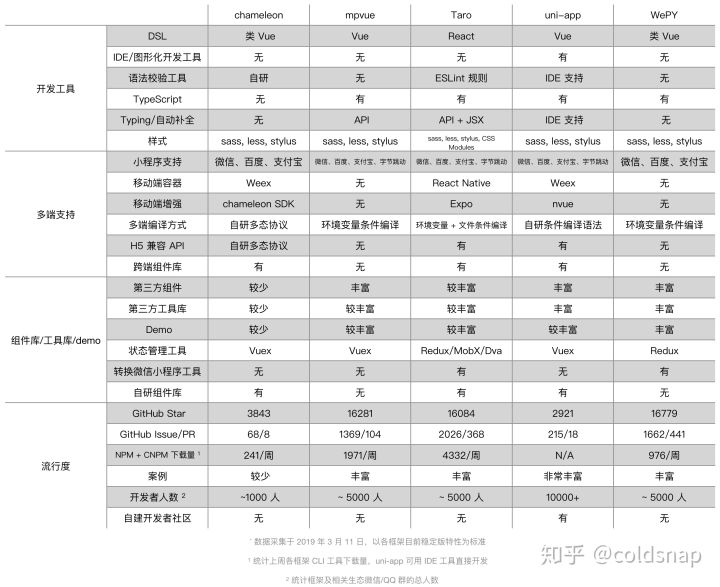 chameleon mpvue Taro uni-app WePY
开发工具
DSL 类 Vue Vue React Vue 类 Vue
IDE/图形化开发工具 无 无 无 有 无
语法校验工具 自研 无 ESLint 规则 IDE 支持 无
TypeScript 无 有 有 有 有
Typing/自动补全 无 API API + JSX IDE 支持 无
样式 sass, less, stylus sass, less, stylus sass, less, stylus, CSS Modules sass, less, stylus sass, less, stylus
多端支持
小程序支持 微信、百度、支付宝 微信、百度、支付宝、字节跳动 微信、百度、支付宝、字节跳动 微信、百度、支付宝、字节跳动 微信、百度、支付宝
移动端容器 Weex 无 React Native Weex 无
移动端增强 chameleon SDK 无 Expo nvue 无
多端编译方式 自研多态协议 环境变量条件编译 环境变量 + 文件条件编译 自研条件编译语法 环境变量条件编译
H5 兼容 API 自研多态协议 无 有 有 无
跨端组件库 有 无 有 有 无
组件库/工具库/demo
第三方组件 较少 丰富 较丰富 丰富 丰富
第三方工具库 较少 较丰富 较丰富 丰富 丰富
Demo 较少 较丰富 较丰富 较丰富 丰富
状态管理工具 Vuex Vuex Redux/MobX/Dva Vuex Redux
转换微信小程序工具 无 无 有 无 有
自研组件库 有 无 有 有 无
流行度
GitHub Star 3843 16281 16084 2921 16779
GitHub Issue/PR 68/8 1369/104 2026/368 215/18 1662/441
NPM + CNPM 下载量 ¹ 241/周 1971/周 4332/周 N/A 976/周
案例 较少 丰富 丰富 非常丰富 丰富
开发者人数 ² ~1000 人 ~ 5000 人 ~ 5000 人 10000+ ~ 5000 人
自建开发者社区 无 无 无 有 无
* 数据采集于 2019 年 3 月 11 日，以各框架目前稳定版特性为标准
¹ 统计上周各框架 CLI 工具下载量，uni-app 可用 IDE 工具直接开发
² 统计框架及相关生态微信/QQ 群的总人数
知乎 @coldsnap